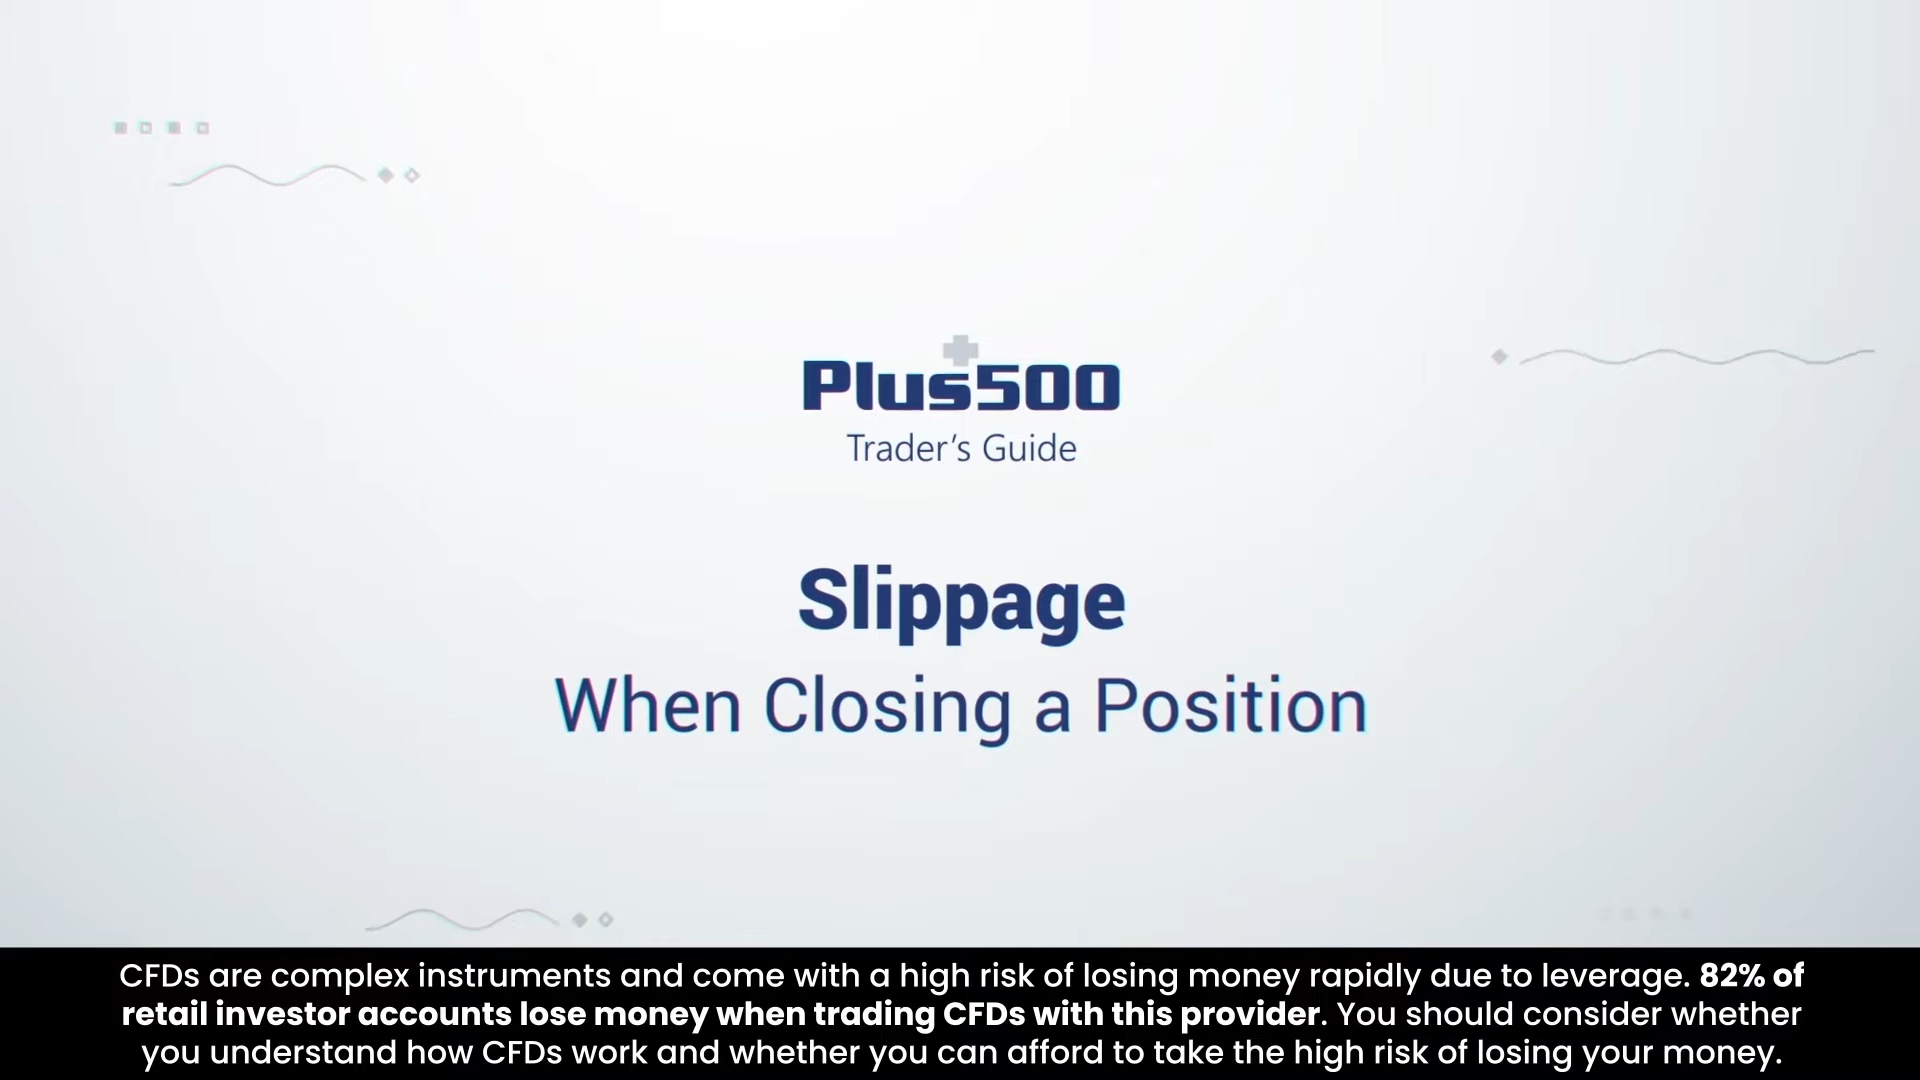 Plus500
Trader's Guide
Slippage
When Closing a Position
CFDs are complex instruments and come with a high risk of losing money rapidly due to leverage. 82% of
retail investor accounts lose money when trading CFDs with this provider. You should consider whether
you understand how CFDs work and whether you can afford to take the high risk of losing your money.